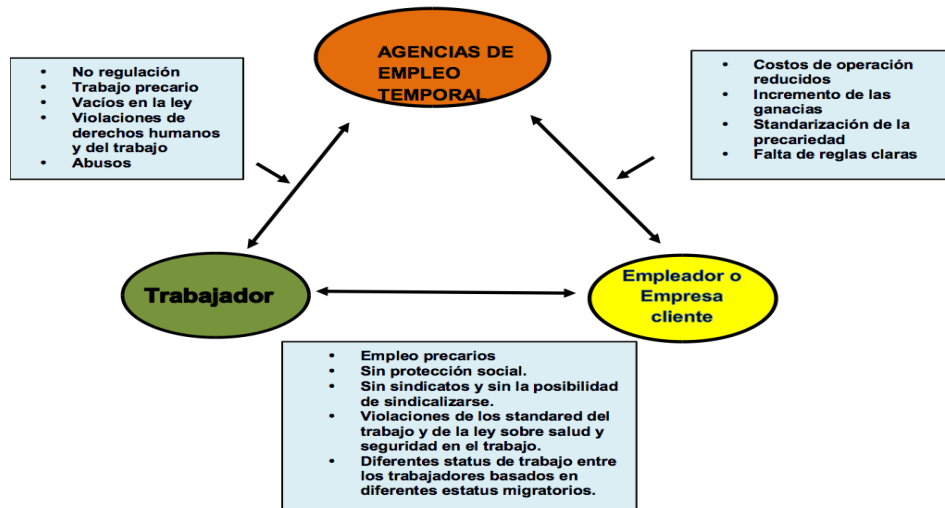 AGENCIAS DE
EMPLEO
TEMPORAL
• No regulación
• Trabajo precario
• Vacíos en la ley
• Violaciones de
derechos humanos
y del trabajo
• Abusos
• Costos de operación
reducidos
• Incremento de las
ganacias
• Standarización de la
precariedad
• Falta de reglas claras
Trabajador
Empleador o
Empresa
cliente
• Empleo precarios
• Sin protección social.
• Sin sindicatos y sin la posibilidad
de sindicalizarse.
• Violaciones de los standared del
trabajo y de la ley sobre salud y
seguridad en el trabajo.
• Diferentes status de trabajo entre
los trabajadores basados en
diferentes estatus migratorios.